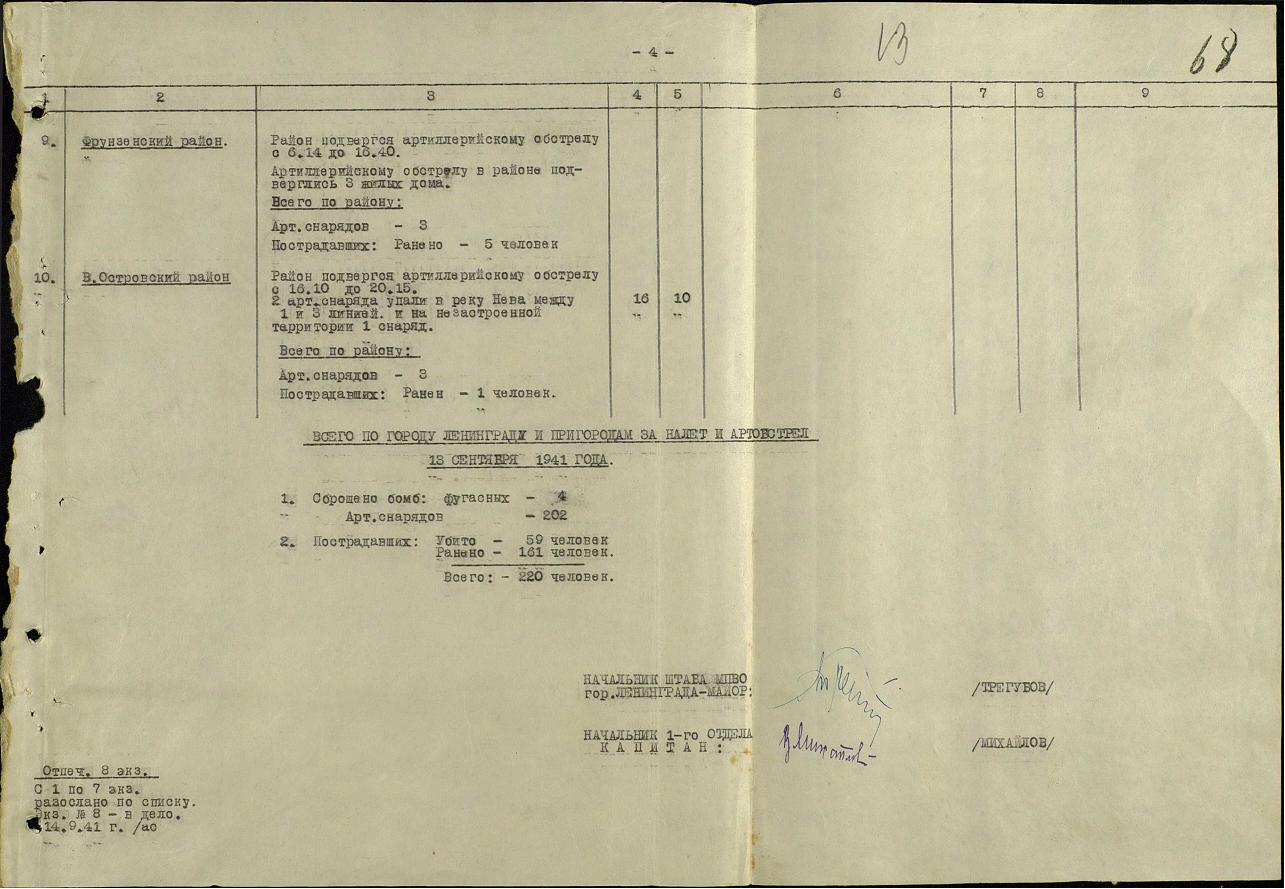 - 4 -
13
68
1 2 3 4 5 6 7 8 9
9. Фрунзенский район.
Район подвергся артиллерийскому обстрелу
с 6.14 до 16.40.
Артиллерийскому обстрелу в районе под-
верглись 3 жилых дома.
Всего по району:
Арт.снарядов - 3
Пострадавших: Ранено - 5 человек
10. В.Островский район
Район подвергся артиллерийскому обстрелу
с 16.10 до 20.15.
2 арт.снаряда упали в реку Нева между 16 10
1 и 3 линией. и на незастроенной
территории 1 снаряд.
Всего по району:
Арт.снарядов - 3
Пострадавших: Ранен - 1 человек.
ВСЕГО ПО ГОРОДУ ЛЕНИНГРАДУ И ПРИГОРОДАМ ЗА НАЛЕТ И АРТОБСТРЕЛ
13 СЕНТЯБРЯ 1941 ГОДА.
1. Сброшено бомб: фугасных - 4
Арт.снарядов - 202
2. Пострадавших: Убито - 59 человек
Ранено - 161 человек.
Всего: - 220 человек.
НАЧАЛЬНИК ШТАБА МПВО
гор.ЛЕНИНГРАДА-МАЙОР:
/ТРЕГУБОВ/
НАЧАЛЬНИК 1-го ОТДЕЛА
К А П И Т А Н :
/МИХАЙЛОВ/
Отпеч. 8 экз.
С 1 по 7 экз.
разослано по списку.
Экз. № 8 - в дело.
14.9.41 г. /ас